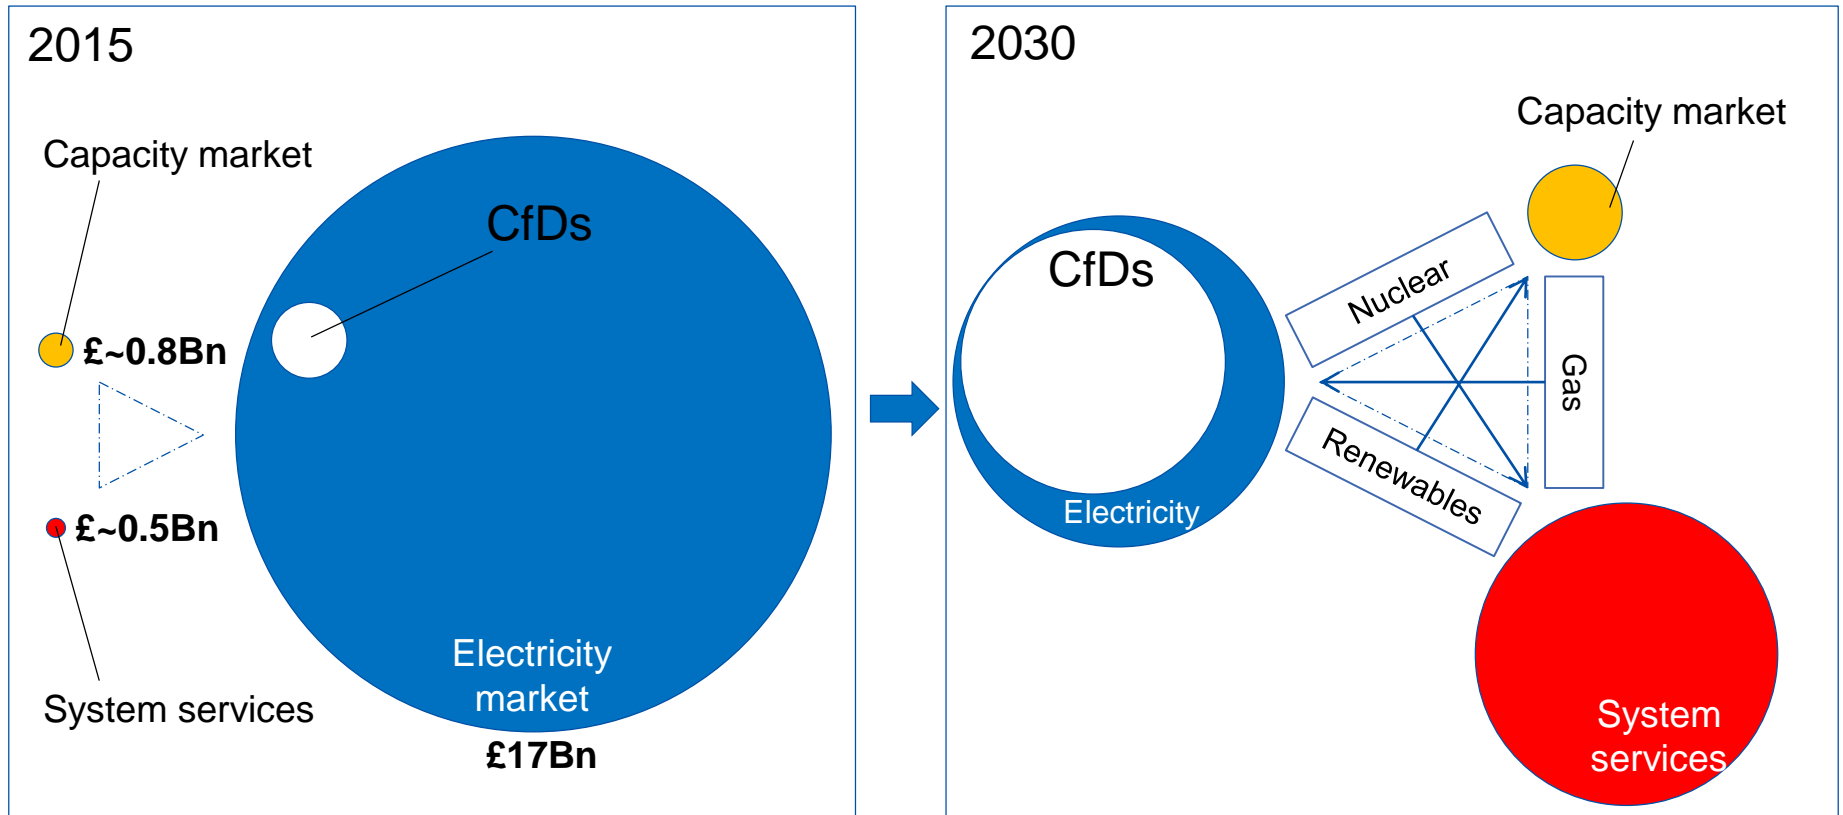 2015
Capacity market
CfDs
£~0.8Bn
£~0.5Bn
Electricity
market
System services
£17Bn
2030
Capacity market
Nuclear
CfDs
Gas
Renewables
Electricity
System
services